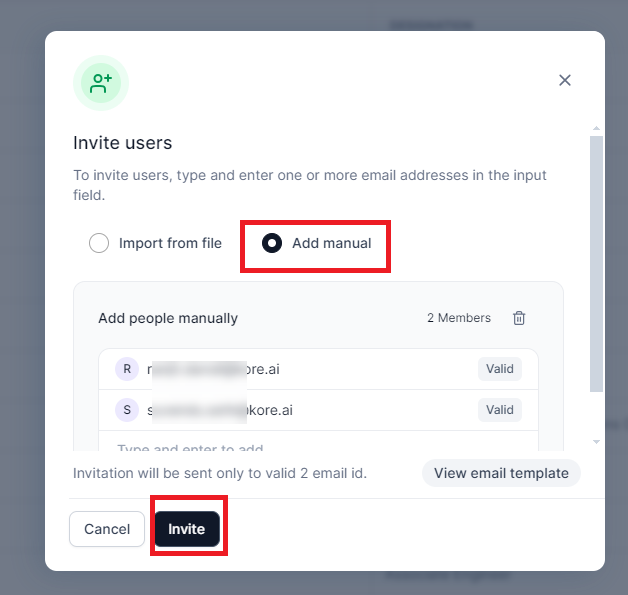 Invite users
To invite users, type and enter one or more email addresses in the input
field.
Import from file
Add manual
Add people manually
2 Members
R
ore.ai
Valid
S
kore.ai
Valid
Type and enter to add
Invitation will be sent only to valid 2 email id.
View email template
Cancel
Invite